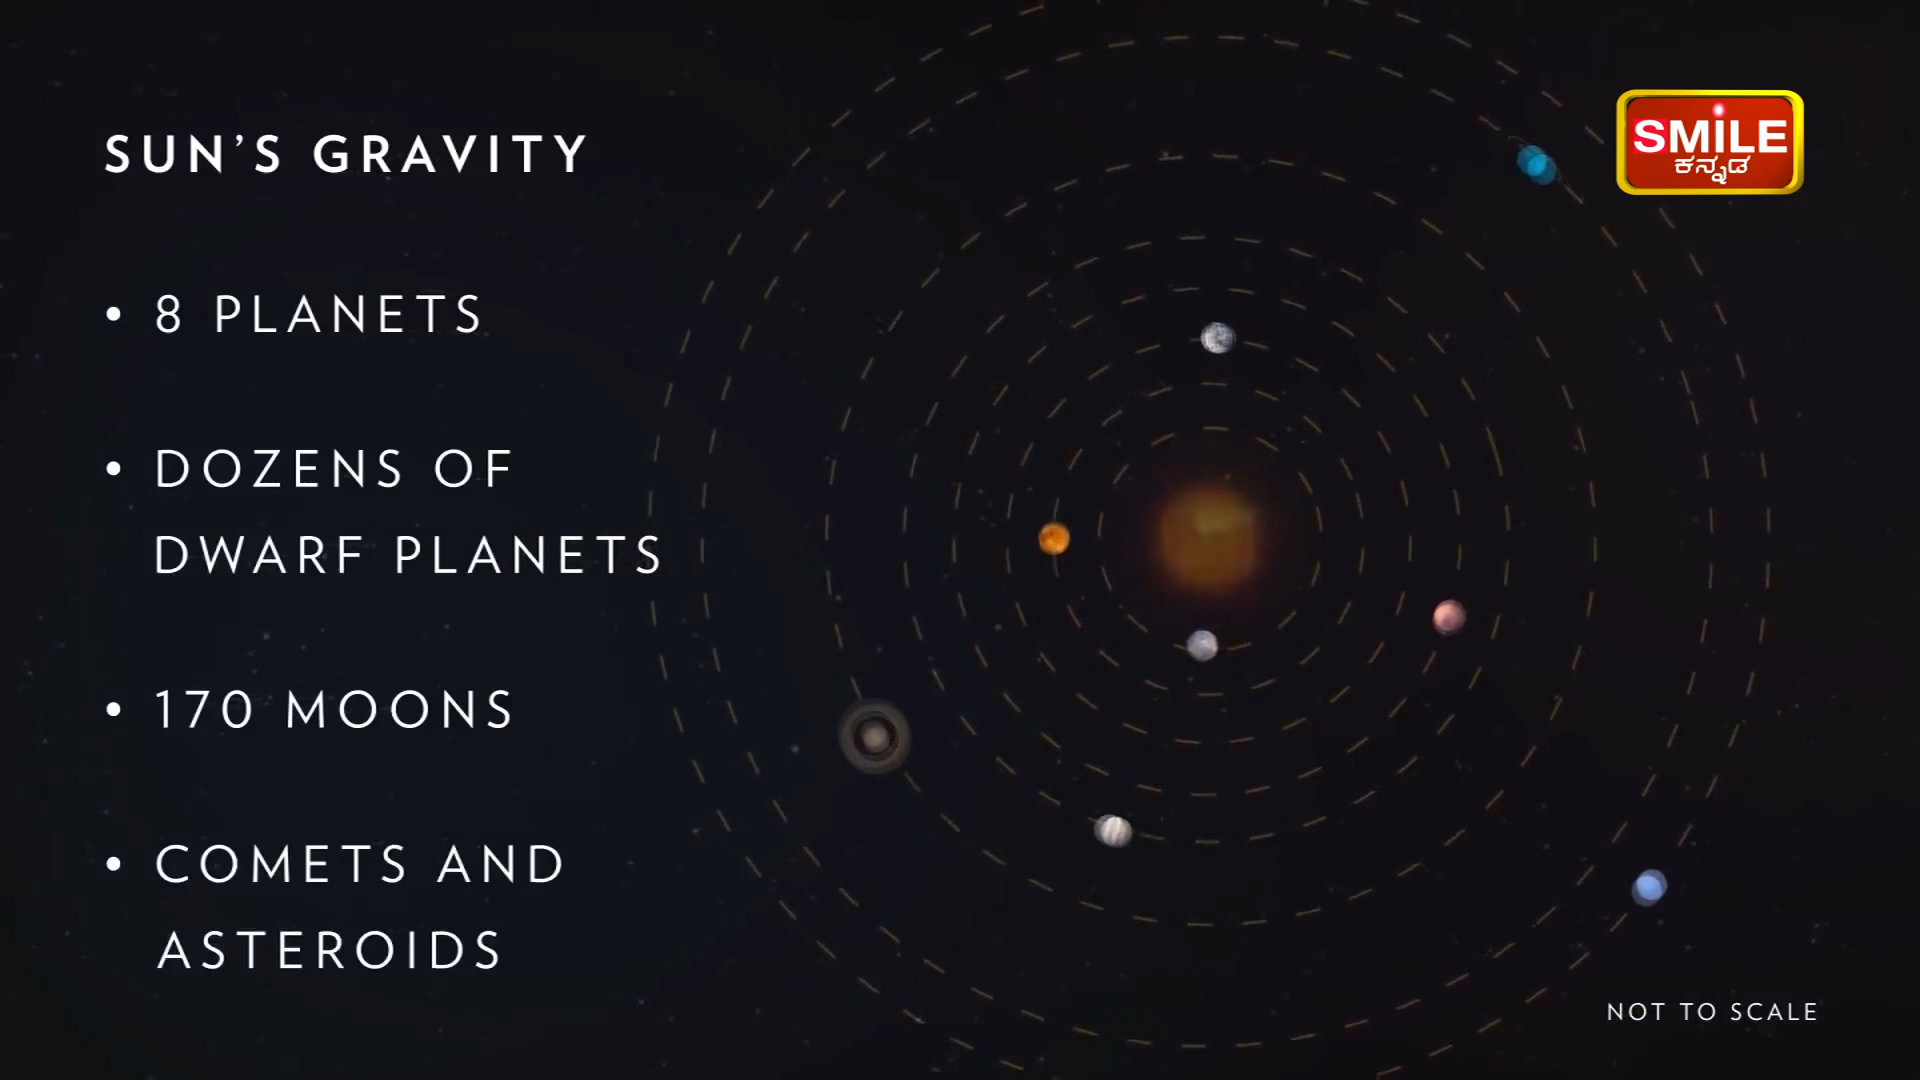 SUN'S GRAVITY
• 8 PLANETS
• DOZENS OF
DWARF PLANETS
• 170 MOONS
• COMETS AND
ASTEROIDS
SMiLE
ಕನ್ನಡ
NOT TO SCALE